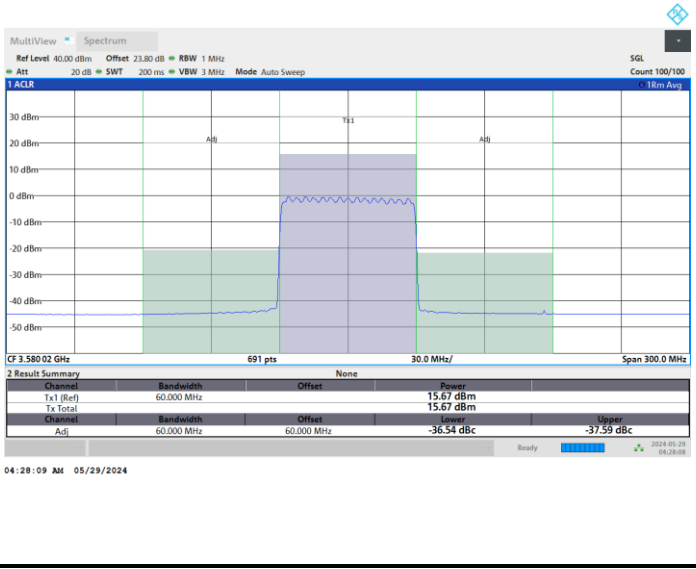 MultiView Spectrum
Ref Level 40.00 dBm Offset 23.80 dB RBW 1 MHz SGL
Att 20 dB SWT 200 ms VBW 3 MHz Mode Auto Sweep Count 100/100
1 ACLR 1Rm Avg
30 dBm
Tx1
20 dBm
Adj Adj
10 dBm
0 dBm
-10 dBm
-20 dBm
-30 dBm
-40 dBm
-50 dBm
CF 3.580 02 GHz 691 pts 30.0 MHz/ Span 300.0 MHz
2 Result Summary None
Channel Bandwidth Offset Power
Tx1 (Ref) 60.000 MHz 15.67 dBm
Tx Total 15.67 dBm
Channel Bandwidth Offset Lower Upper
Adj 60.000 MHz 60.000 MHz -36.54 dBc -37.59 dBc
Ready 2024-05-29
04:28:08
04:28:09 AM 05/29/2024